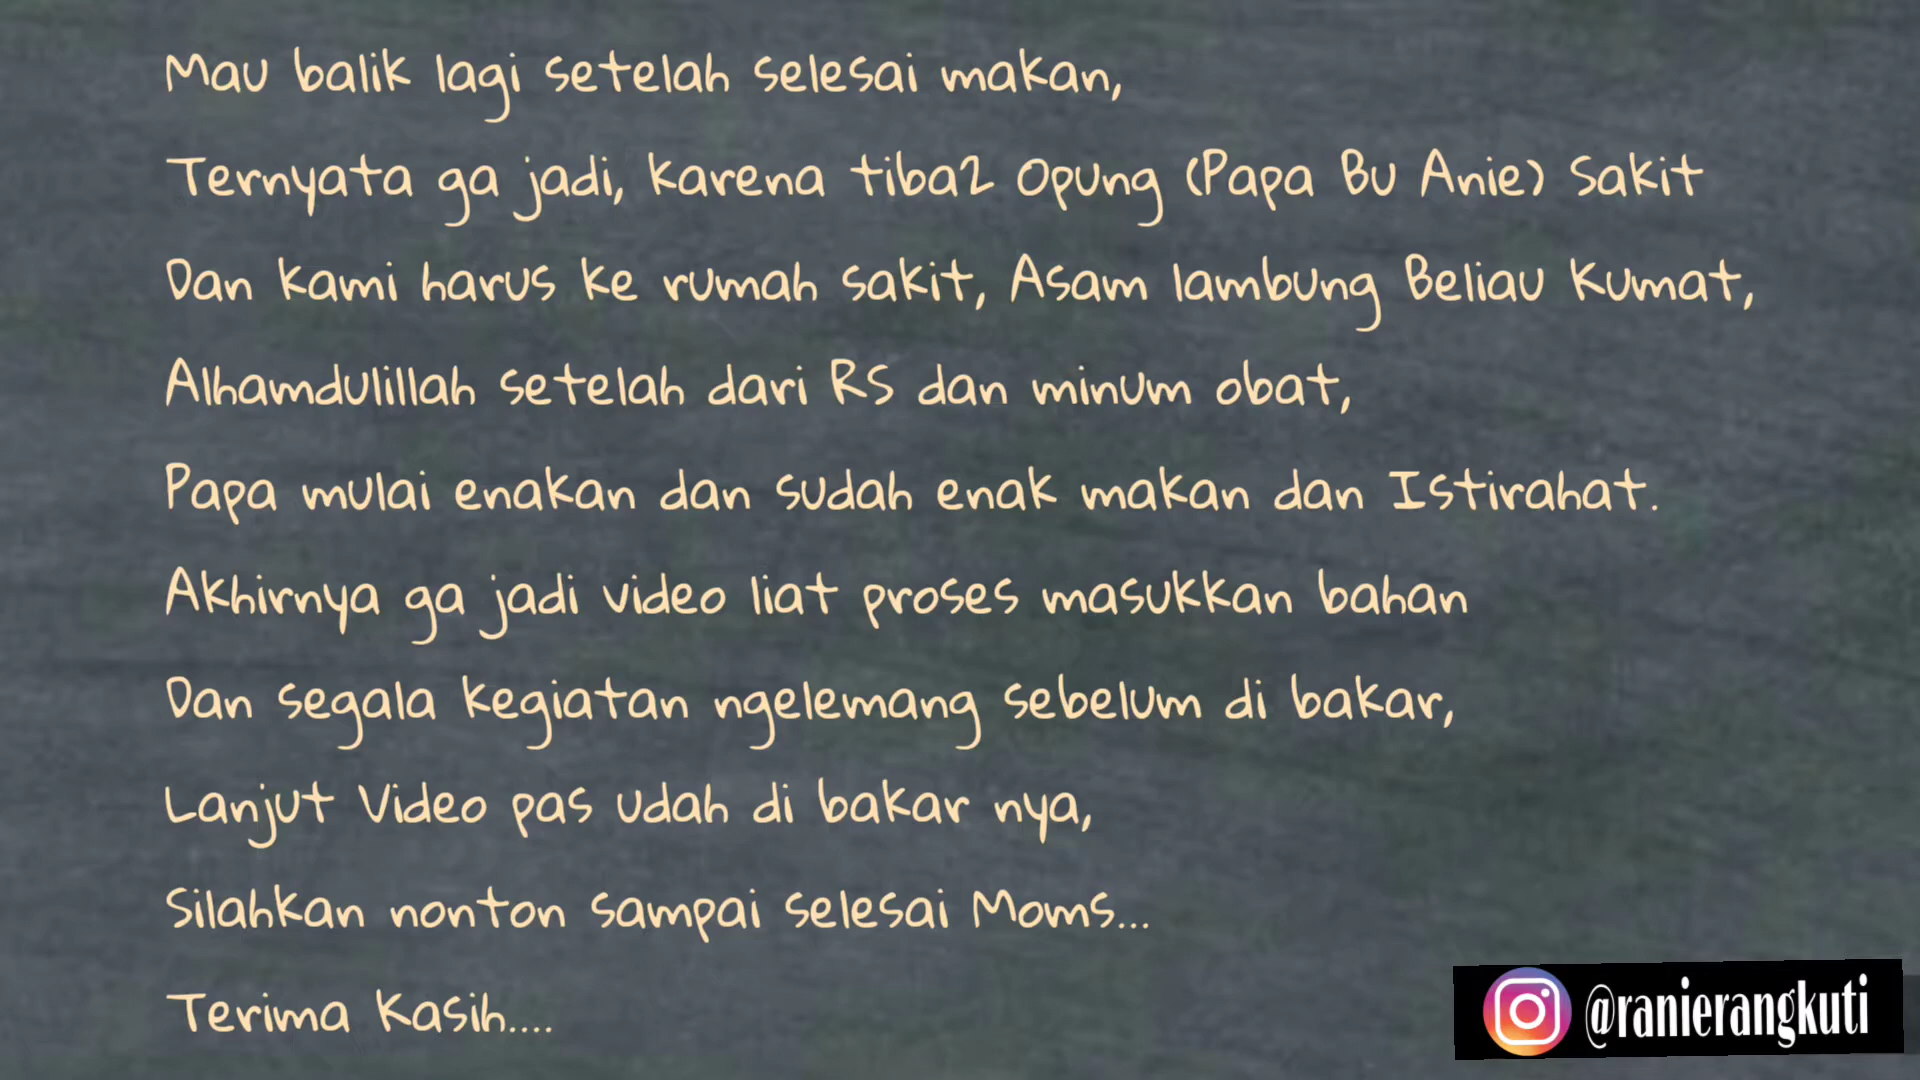 Mau balik lagi setelah selesai makan,
Ternyata ga jadi, karena tiba2 Opung (Papa Bu Anie) Sakit
Dan kami harus ke rumah sakit, Asam lambung Beliau Kumat,
Alhamdulillah setelah dari RS dan minum obat,
Papa mulai enakan dan sudah enak makan dan Istirahat.
Akhirnya ga jadi video liat proses masukkan bahan
Dan segala kegiatan ngelemang sebelum di bakar,
Lanjut Video pas udah di bakar nya,
Silahkan nonton sampai selesai Moms...
Terima Kasih....
@ranierangkuti